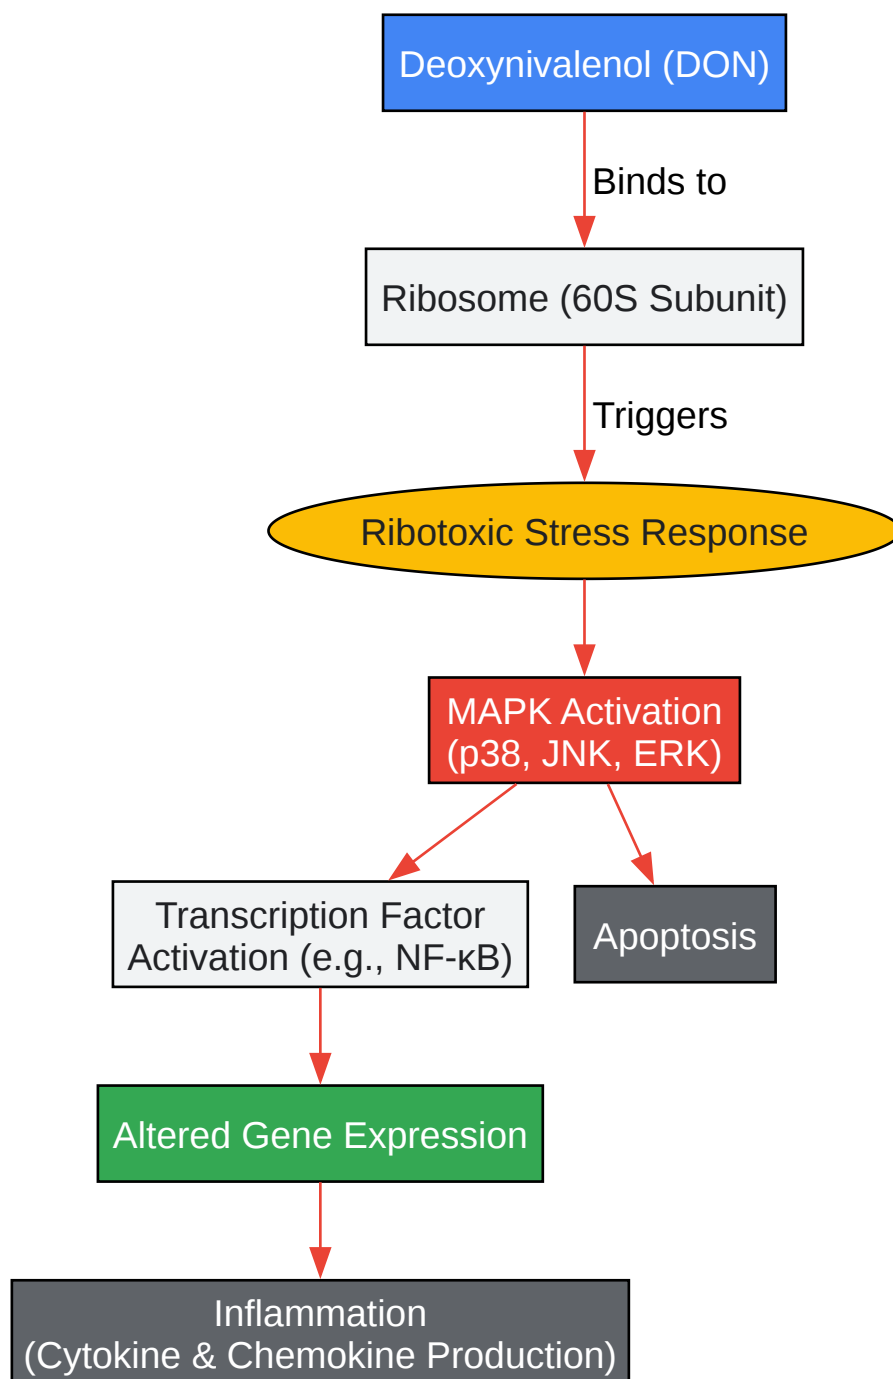 Deoxynivalenol (DON)
Binds to
Ribosome (60S Subunit)
Triggers
Ribotoxic Stress Response
MAPK Activation
(p38, JNK, ERK)
Transcription Factor
Activation (e.g., NF-κB)
Apoptosis
Altered Gene Expression
Inflammation
(Cytokine & Chemokine Production)